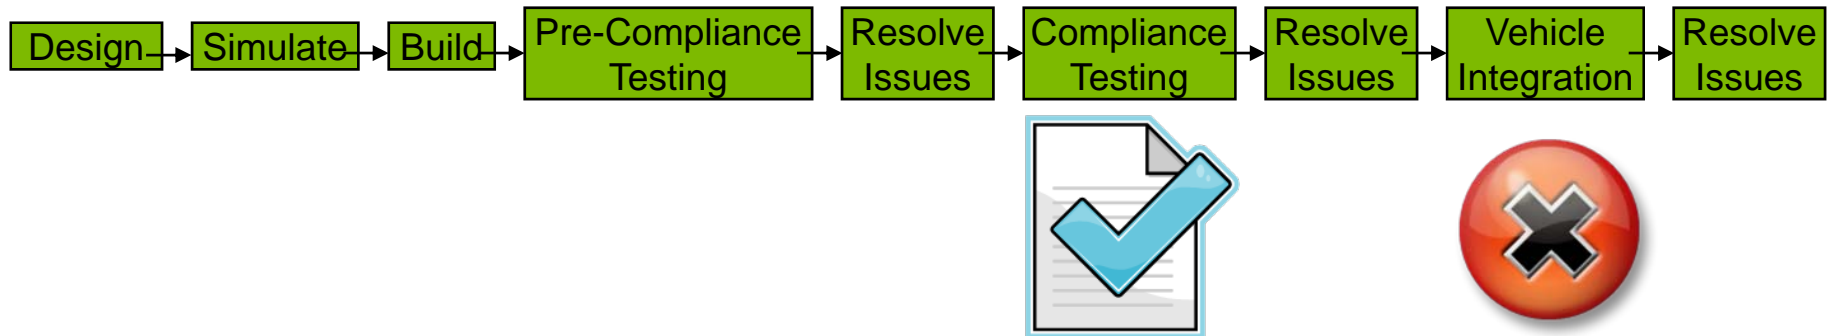 Design
Simulate
Build
Pre-Compliance
Testing
Resolve
Issues
Compliance
Testing
Resolve
Issues
Vehicle
Integration
Resolve
Issues